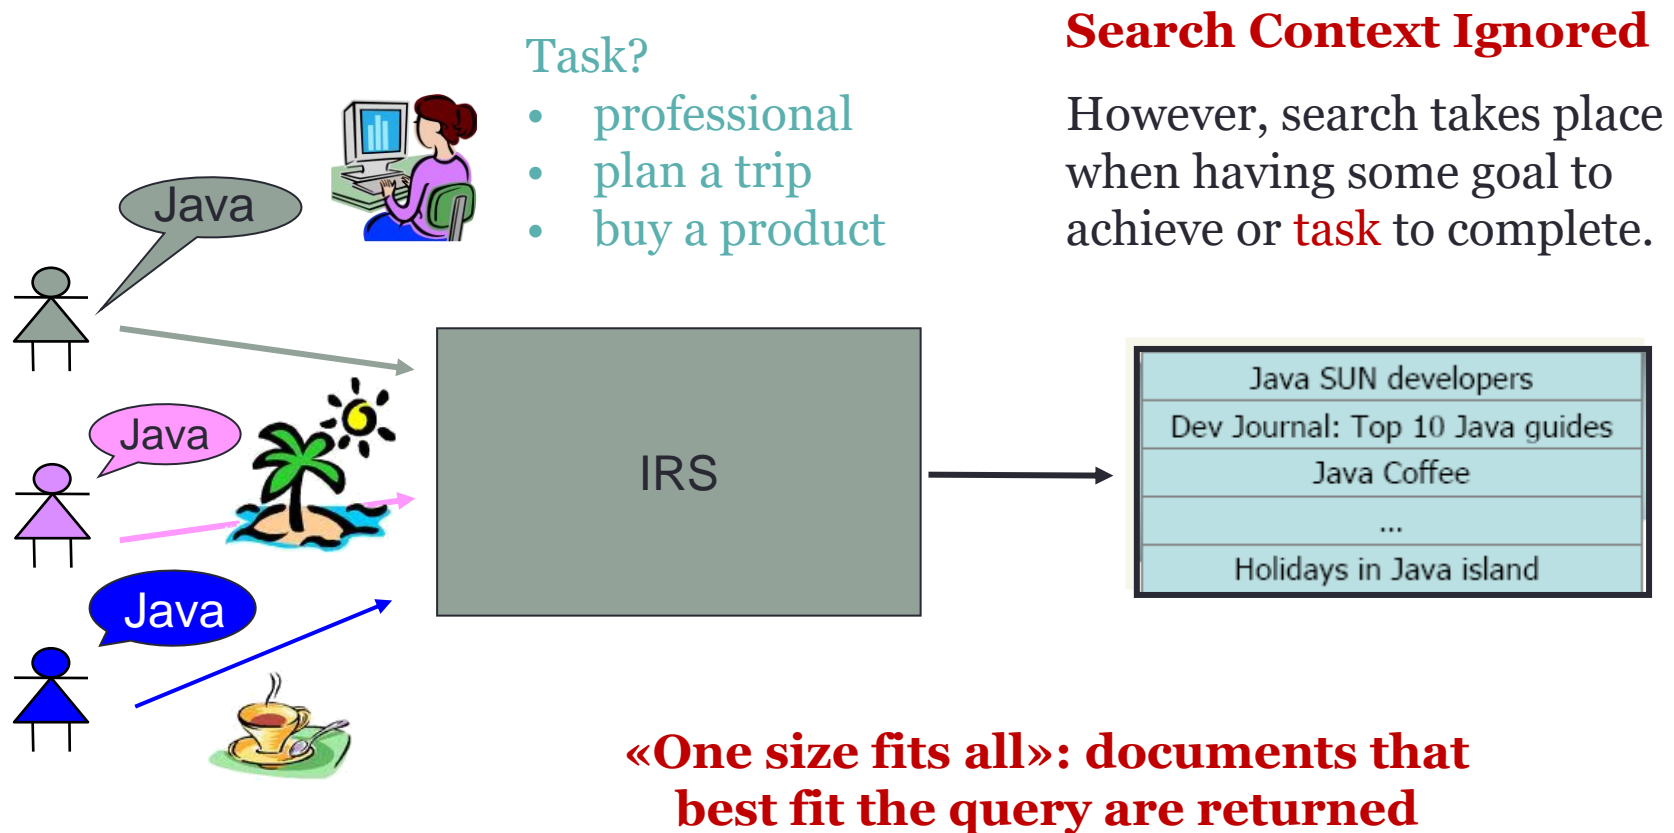 Task?
• professional
• plan a trip
• buy a product
Search Context Ignored
However, search takes place
when having some goal to
achieve or task to complete.
Java
Java
Java
IRS
Java SUN developers
Dev Journal: Top 10 Java guides
Java Coffee
...
Holidays in Java island
«One size fits all»: documents that
best fit the query are returned